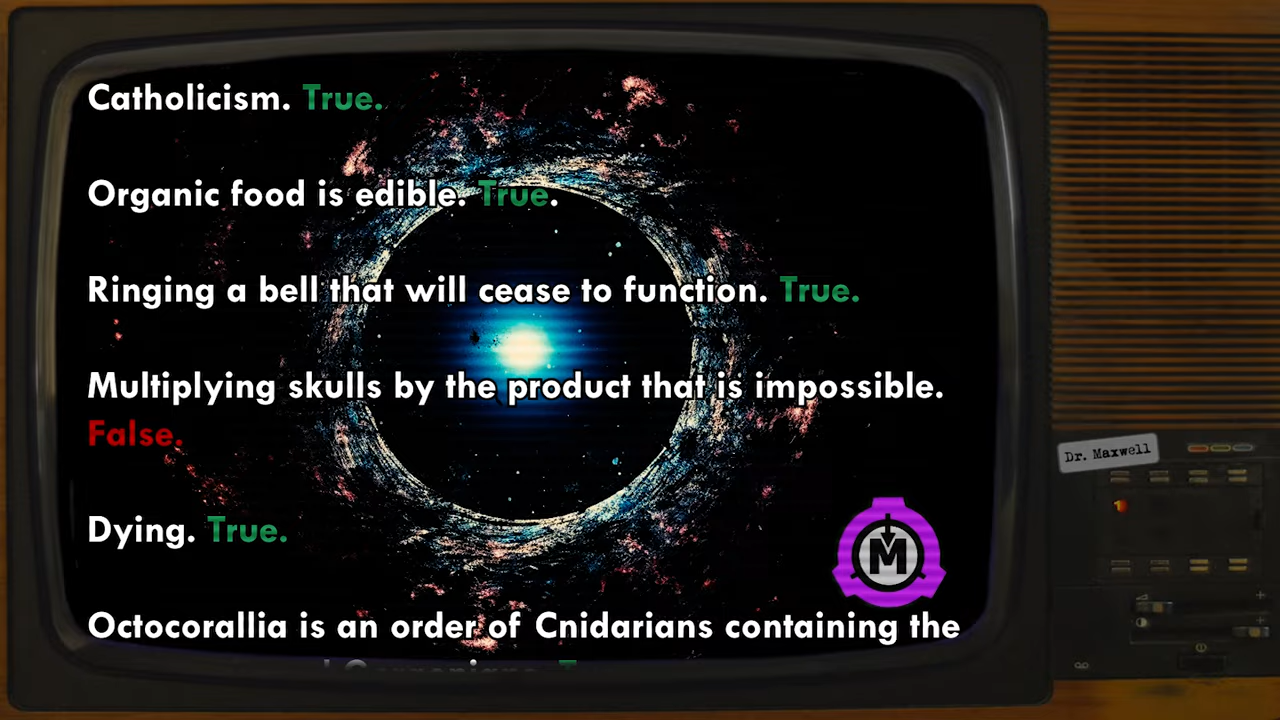 Catholicism. True.
Organic food is edible. True.
Ringing a bell that will cease to function. True.
Multiplying skulls by the product that is impossible.
False.
Dying. True.
Octocorallia is an order of Cnidarians containing the
Dr. Maxwell
M